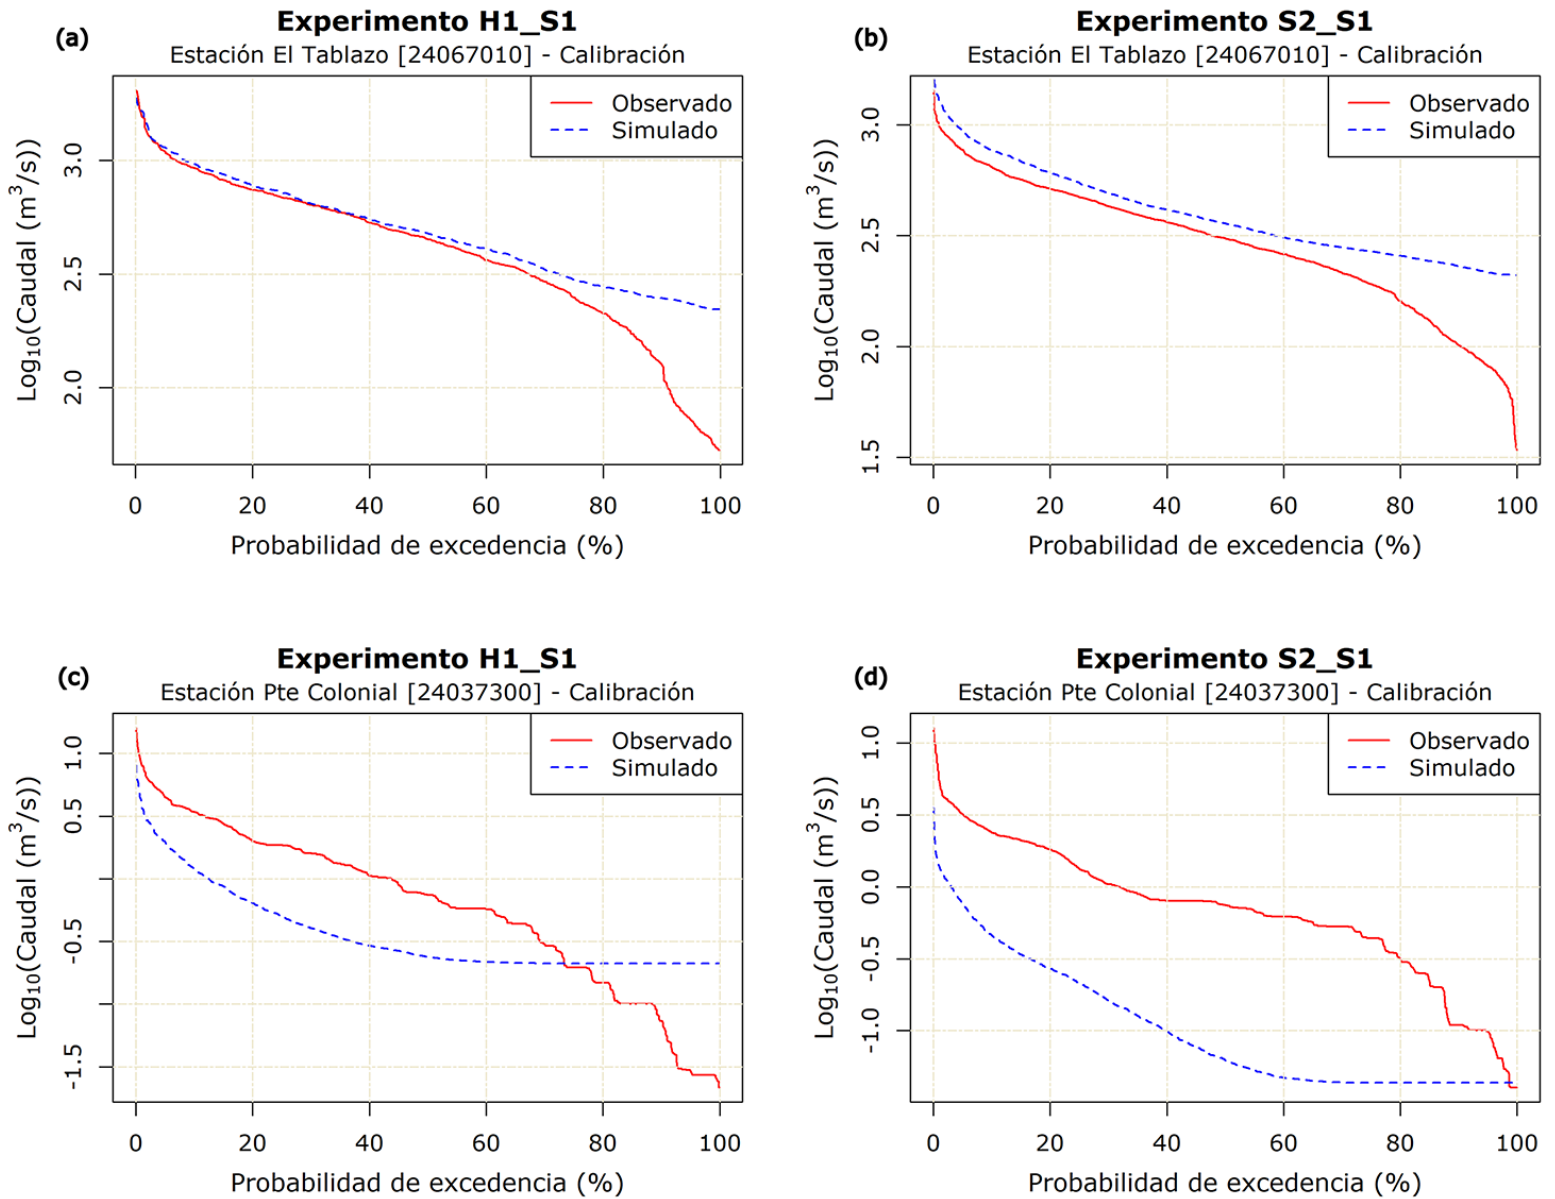 (a)
Experimento H1_S1
Estación El Tablazo [24067010] - Calibración
Observado
Simulado
Log10(Caudal (m³/s))
3.0
2.5
2.0
0 20 40 60 80 100
Probabilidad de excedencia (%)
(b)
Experimento S2_S1
Estación El Tablazo [24067010] - Calibración
Observado
Simulado
Log10(Caudal (m³/s))
3.0
2.5
2.0
1.5
0 20 40 60 80 100
Probabilidad de excedencia (%)
(c)
Experimento H1_S1
Estación Pte Colonial [24037300] - Calibración
Observado
Simulado
Log10(Caudal (m³/s))
1.0
0.5
-0.5
-1.5
0 20 40 60 80 100
Probabilidad de excedencia (%)
(d)
Experimento S2_S1
Estación Pte Colonial [24037300] - Calibración
Observado
Simulado
Log10(Caudal (m³/s))
1.0
0.5
0.0
-0.5
-1.0
0 20 40 60 80 100
Probabilidad de excedencia (%)